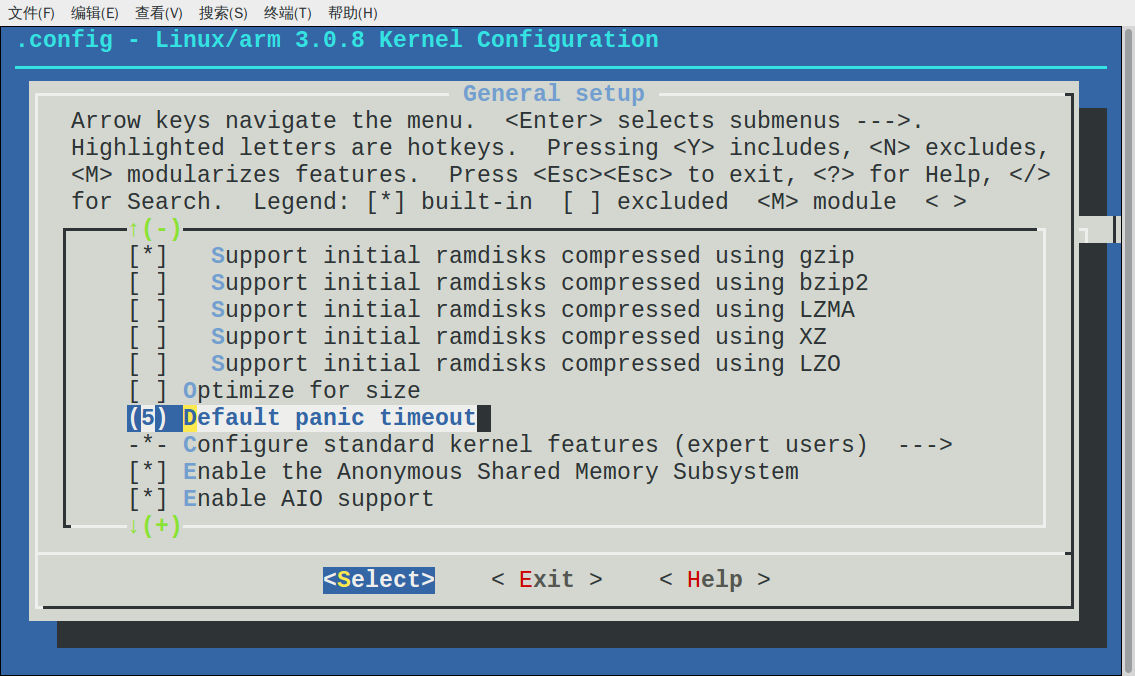 文件(F) 编辑(E) 查看(V) 搜索(S) 终端(T) 帮助(H)
.config - Linux/arm 3.0.8 Kernel Configuration
General setup
Arrow keys navigate the menu.  <Enter> selects submenus --->.
Highlighted letters are hotkeys.  Pressing <Y> includes, <N> excludes,
<M> modularizes features.  Press <Esc><Esc> to exit, <?> for Help, </>
for Search.  Legend: [*] built-in  [ ] excluded  <M> module  < >
↑(-)
[*]   Support initial ramdisks compressed using gzip
[ ]   Support initial ramdisks compressed using bzip2
[ ]   Support initial ramdisks compressed using LZMA
[ ]   Support initial ramdisks compressed using XZ
[ ]   Support initial ramdisks compressed using LZO
[ ] Optimize for size
(5) Default panic timeout
-*- Configure standard kernel features (expert users)  --->
[*] Enable the Anonymous Shared Memory Subsystem
[*] Enable AIO support
↓(+)
<Select>    < Exit >    < Help >